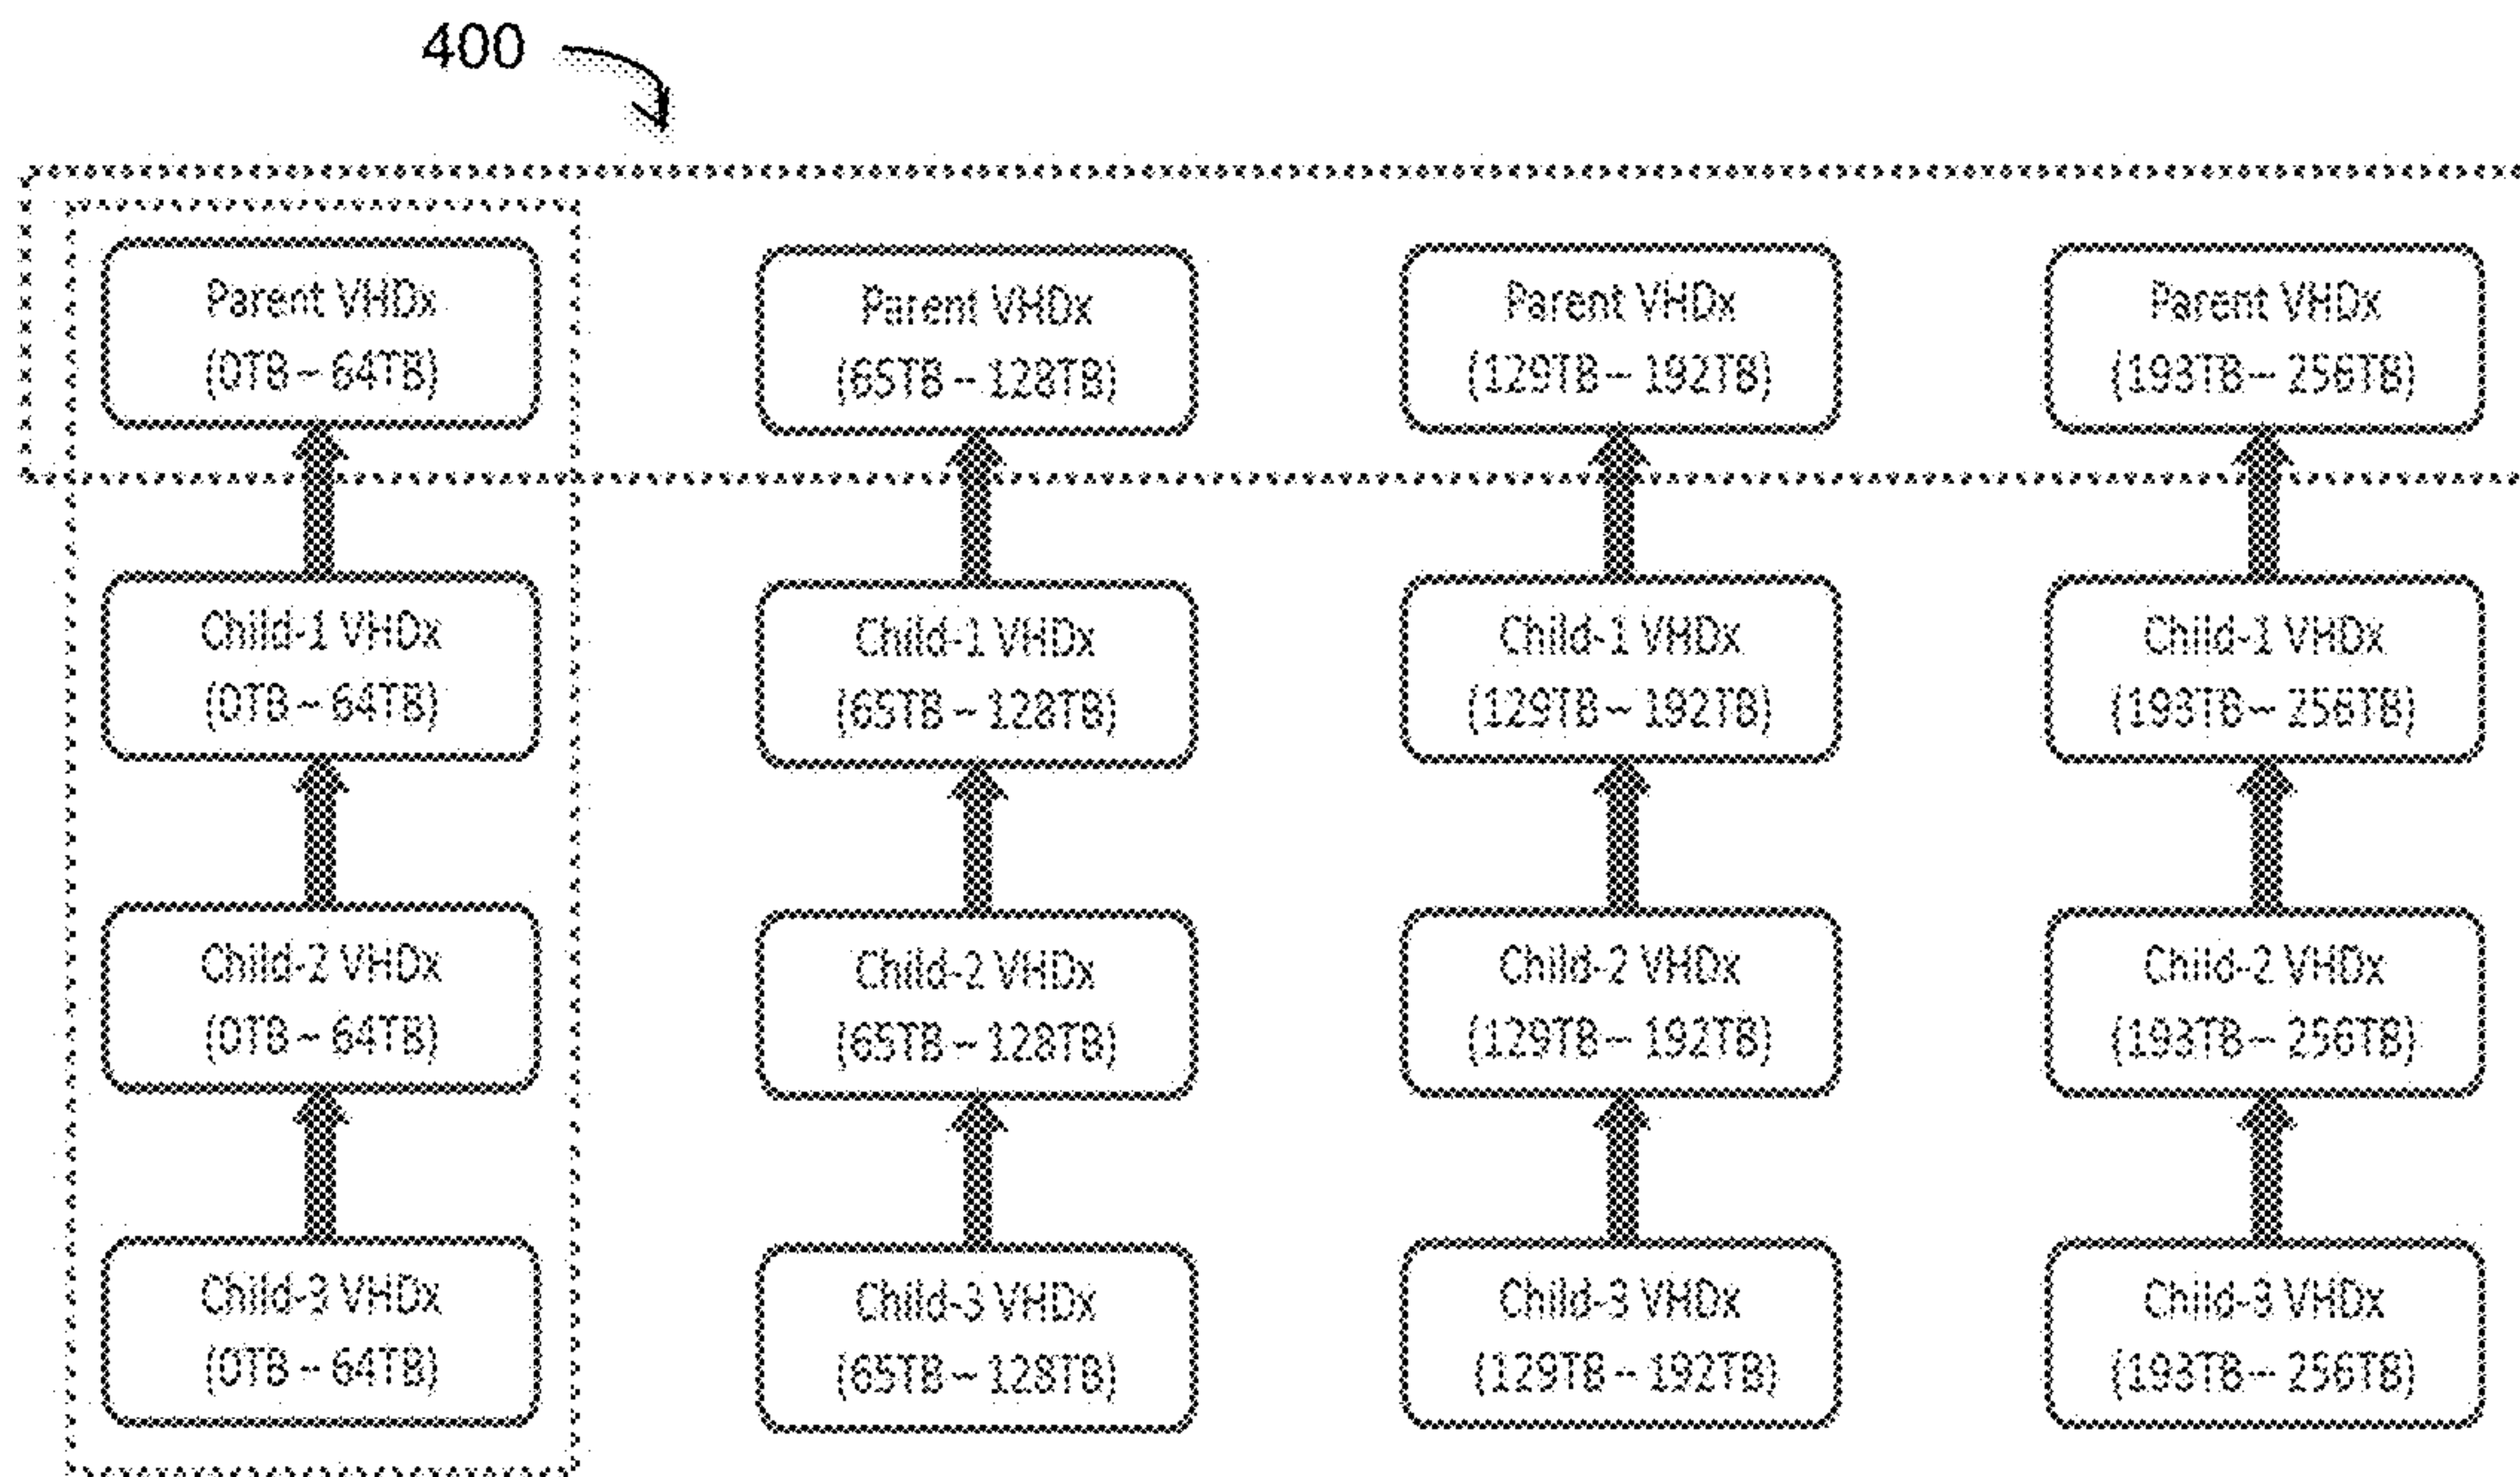 400
Parent VHDx
(0TB – 64TB)
Parent VHDx
(65TB – 128TB)
Parent VHDx
(129TB – 192TB)
Parent VHDx
(193TB – 256TB)
Child-1 VHDx
(0TB – 64TB)
Child-1 VHDx
(65TB – 128TB)
Child-1 VHDx
(129TB – 192TB)
Child-1 VHDx
(193TB – 256TB)
Child-2 VHDx
(0TB – 64TB)
Child-2 VHDx
(65TB – 128TB)
Child-2 VHDx
(129TB – 192TB)
Child-2 VHDx
(193TB – 256TB)
Child-3 VHDx
(0TB – 64TB)
Child-3 VHDx
(65TB – 128TB)
Child-3 VHDx
(129TB – 192TB)
Child-3 VHDx
(193TB – 256TB)